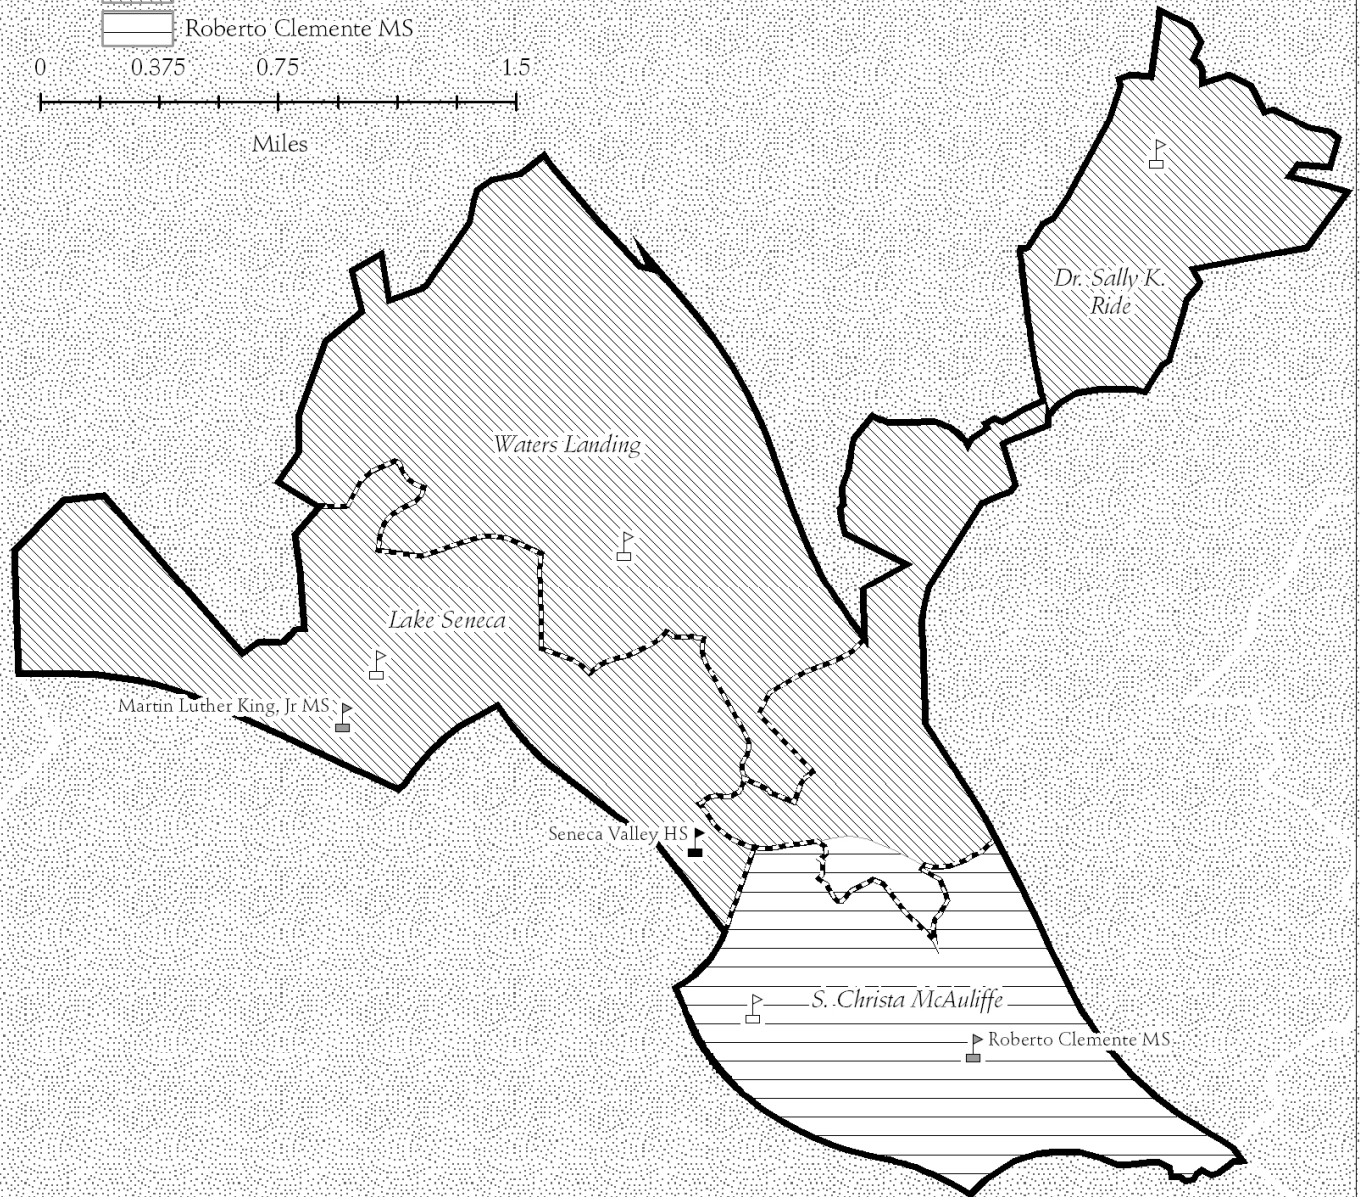 Roberto Clemente MS
0 0.375 0.75 1.5
Miles
Dr. Sally K.
Ride
Waters Landing
Lake Seneca
Martin Luther King, Jr MS
Seneca Valley HS
S. Christa McAuliffe
Roberto Clemente MS